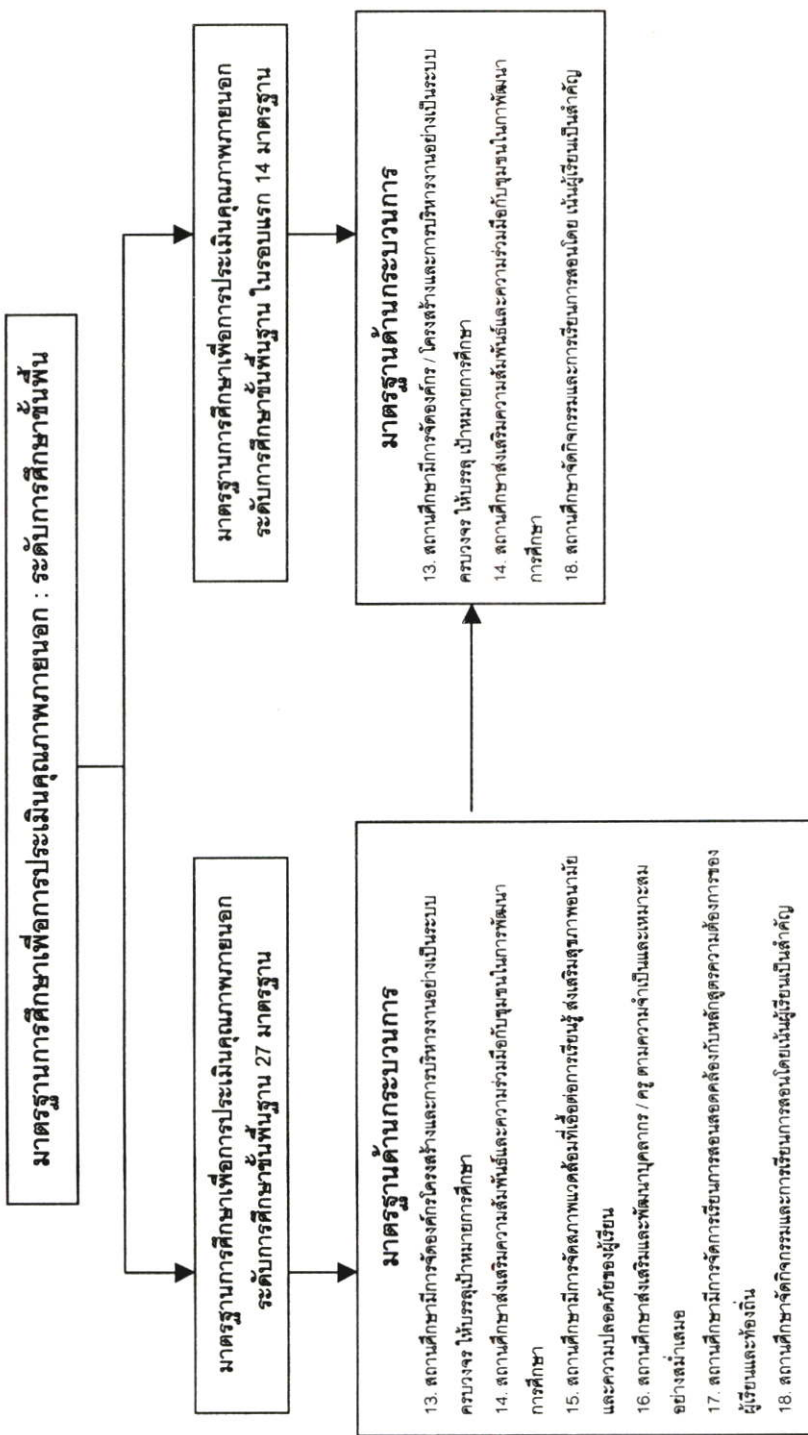 มาตรฐานการศึกษาเพื่อการประเมินคุณภาพภายนอก : ระดับการศึกษาขั้นพื้น
มาตรฐานการศึกษาเพื่อการประเมินคุณภาพภายนอก
ระดับการศึกษาขั้นพื้นฐาน 27 มาตรฐาน
มาตรฐานการศึกษาเพื่อการประเมินคุณภาพภายนอก
ระดับการศึกษาขั้นพื้นฐาน ในรอบแรก 14 มาตรฐาน
มาตรฐานด้านกระบวนการ
13. สถานศึกษามีการจัดองค์กรโครงสร้างและการบริหารงานอย่างเป็นระบบ
ครบวงจร ให้บรรลุเป้าหมายการศึกษา
14. สถานศึกษาส่งเสริมความสัมพันธ์และความร่วมมือกับชุมชนในการพัฒนา
การศึกษา
15. สถานศึกษามีการจัดสภาพแวดล้อมที่เอื้อต่อการเรียนรู้ ส่งเสริมสุขภาพอนามัย
และความปลอดภัยของผู้เรียน
16. สถานศึกษาส่งเสริมและพัฒนาบุคลากร / ครู ตามความจำเป็นและเหมาะสม
อย่างสม่ำเสมอ
17. สถานศึกษามีการจัดการเรียนการสอนสอดคล้องกับหลักสูตรความต้องการของ
ผู้เรียนและท้องถิ่น
18. สถานศึกษาจัดกิจกรรมและการเรียนการสอนโดยเน้นผู้เรียนเป็นสำคัญ
มาตรฐานด้านกระบวนการ
13. สถานศึกษามีการจัดองค์กร / โครงสร้างและการบริหารงานอย่างเป็นระบบ
ครบวงจร ให้บรรลุ เป้าหมายการศึกษา
14. สถานศึกษาส่งเสริมความสัมพันธ์และความร่วมมือกับชุมชนในกาพัฒนา
การศึกษา
18. สถานศึกษาจัดกิจกรรมและการเรียนการสอนโดย เน้นผู้เรียนเป็นสำคัญ